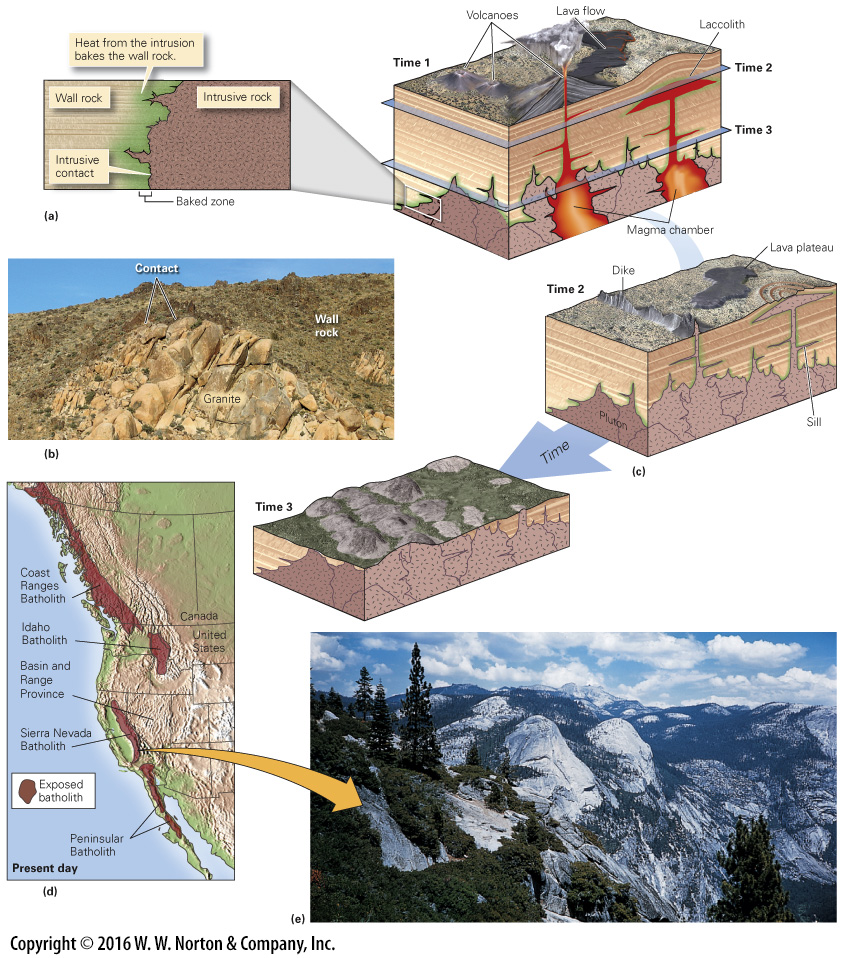 Heat from the intrusion
bakes the wall rock.
Wall rock
Intrusive rock
Intrusive
contact
Baked zone
(a)
Volcanoes
Lava flow
Laccolith
Time 1
Time 2
Time 3
Magma chamber
Contact
Wall
rock
Granite
(b)
Lava plateau
Dike
Time 2
Pluton
Sill
Time
(c)
Time 3
Coast
Ranges
Batholith
Canada
Idaho
Batholith
United
States
Basin and
Range
Province
Sierra Nevada
Batholith
Exposed
batholith
Peninsular
Batholith
Present day
(d)
(e)
Copyright © 2016 W. W. Norton & Company, Inc.